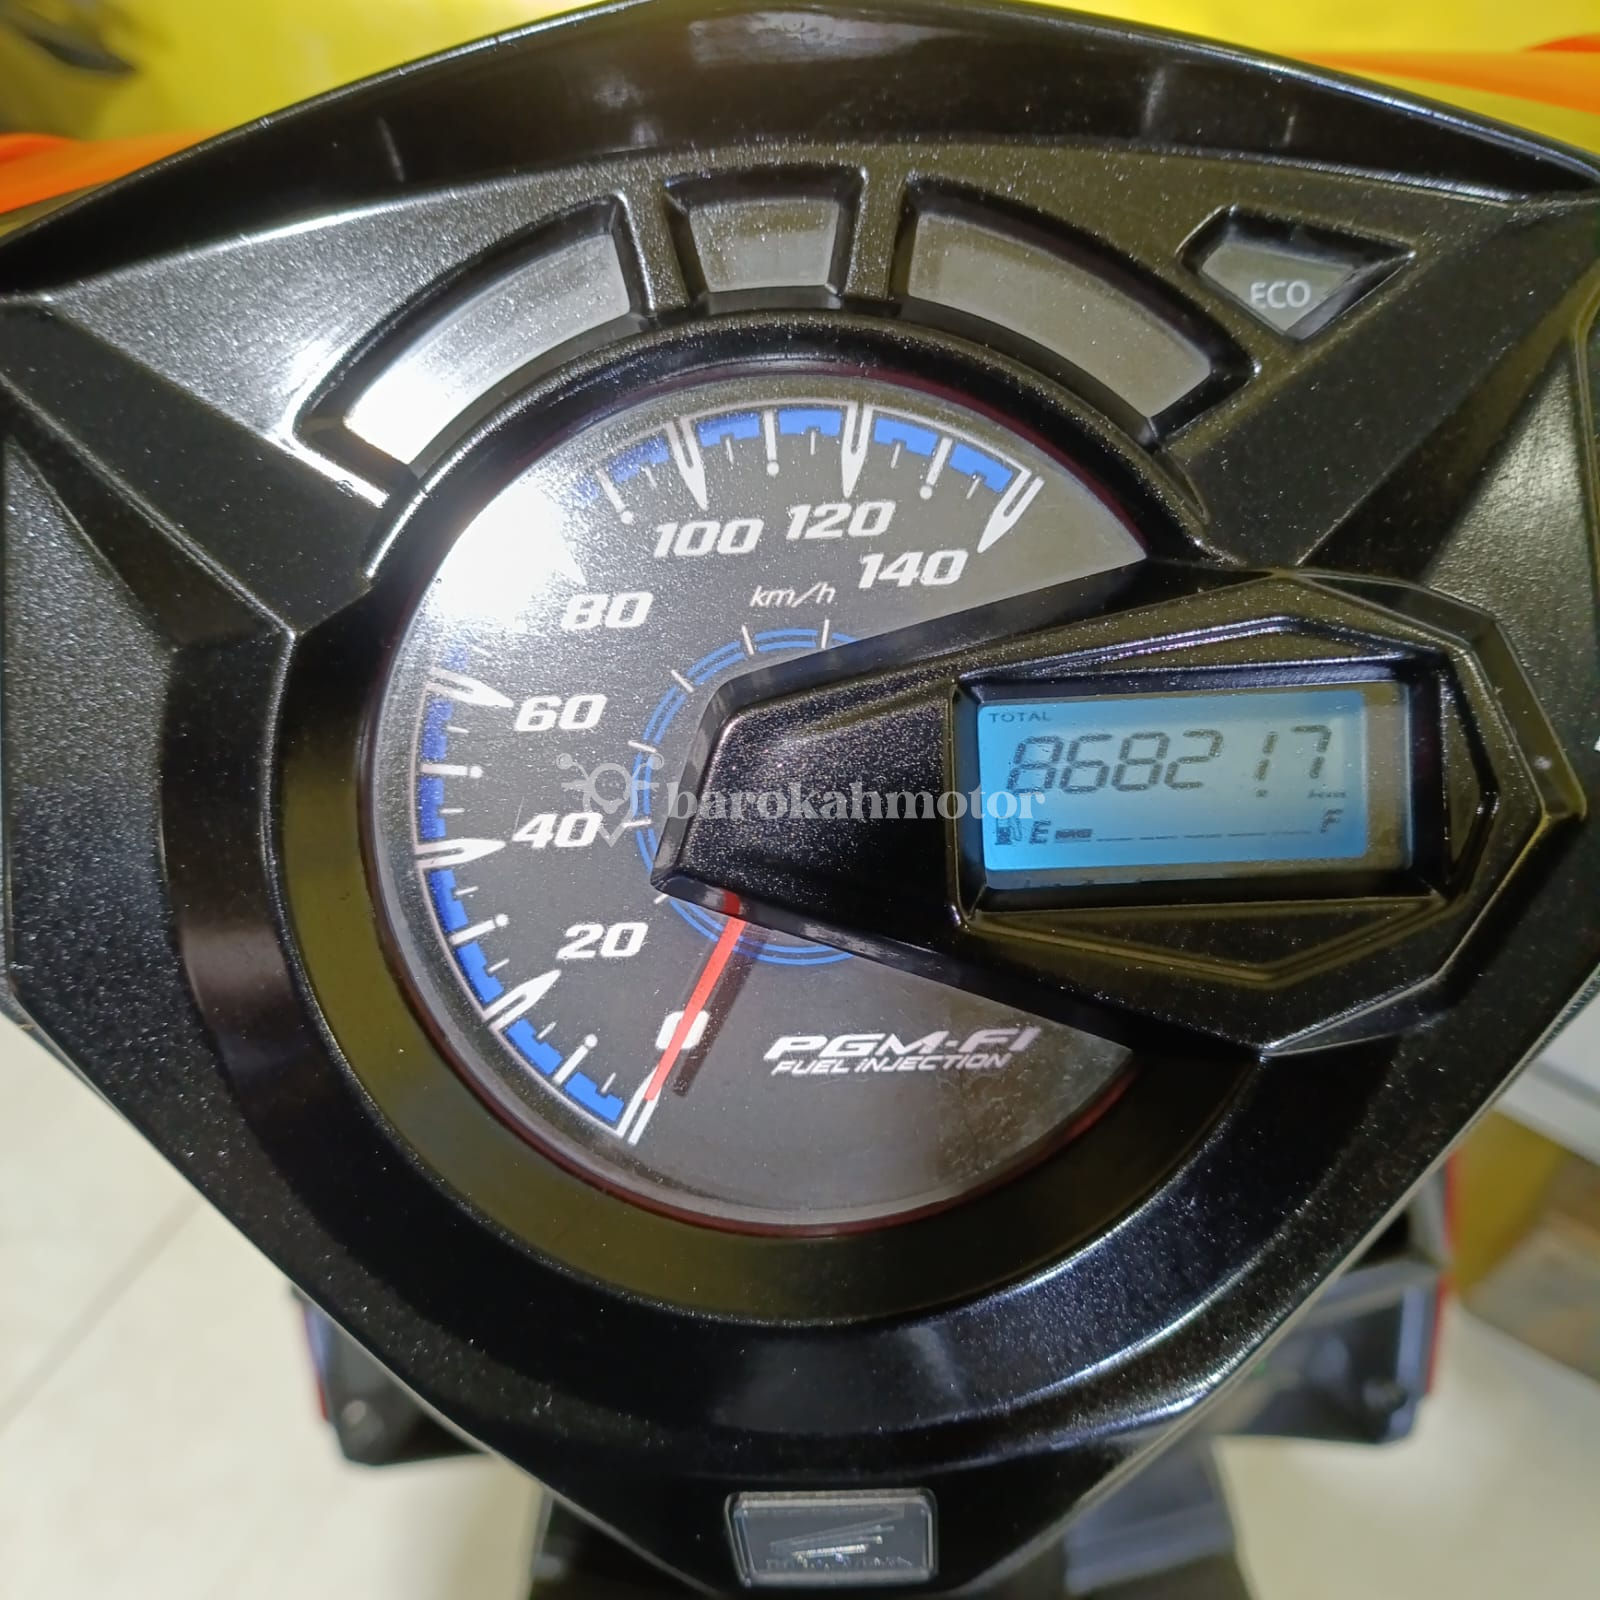 ECO
100
120
140
km/h
80
TOTAL
60
868217
barokahmotor
E
F
40
20
0
PGM-FI
FUEL INJECTION